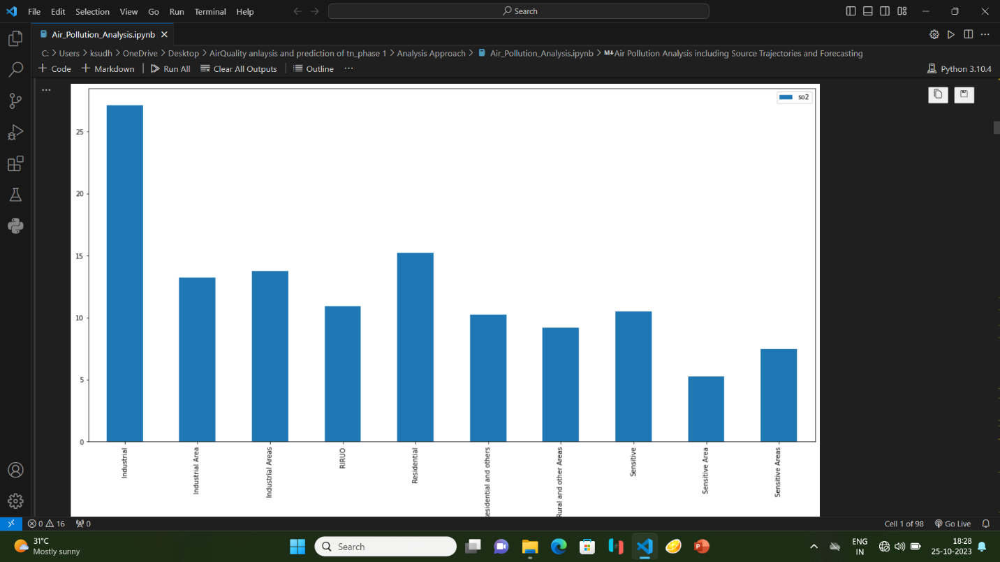 File Edit Selection View Go Run Terminal Help
Search
Air_Pollution_Analysis.ipynb
C: > Users > ksudh > OneDrive > Desktop > AirQuality anlaysis and prediction of tn_phase 1 > Analysis Approach > Air_Pollution_Analysis.ipynb > M↓Air Pollution Analysis including Source Trajectories and Forecasting
+ Code + Markdown | Run All Clear All Outputs | Outline ...
Python 3.10.4
so2
25
20
15
10
5
0
Industrial
Industrial Area
Industrial Areas
RIRUO
Residential
esidential and others
Rural and other Areas
Sensitive
Sensitive Area
Sensitive Areas
0 16 0
Cell 1 of 98 Go Live
31°C
Mostly sunny
Search
ENG
IN
18:28
25-10-2023